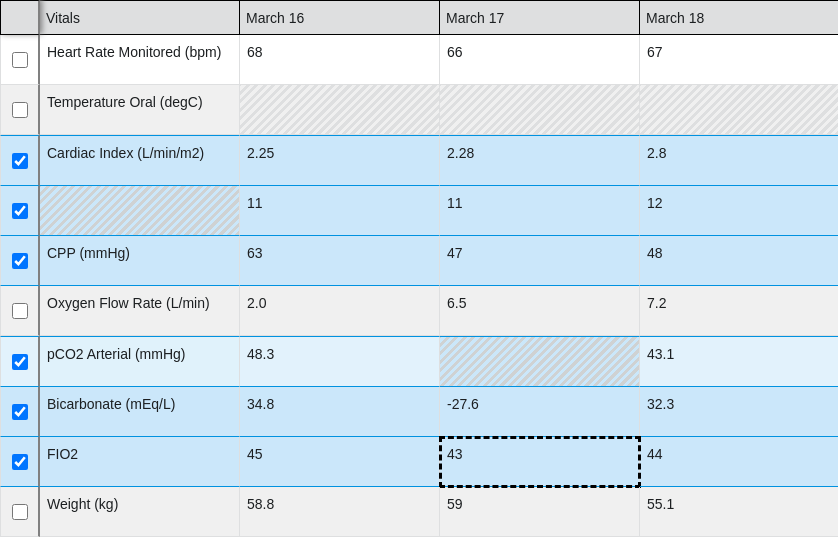 Vitals March 16 March 17 March 18
Heart Rate Monitored (bpm) 68 66 67
Temperature Oral (degC)
Cardiac Index (L/min/m2) 2.25 2.28 2.8
11 11 12
CPP (mmHg) 63 47 48
Oxygen Flow Rate (L/min) 2.0 6.5 7.2
pCO2 Arterial (mmHg) 48.3 43.1
Bicarbonate (mEq/L) 34.8 -27.6 32.3
FIO2 45 43 44
Weight (kg) 58.8 59 55.1